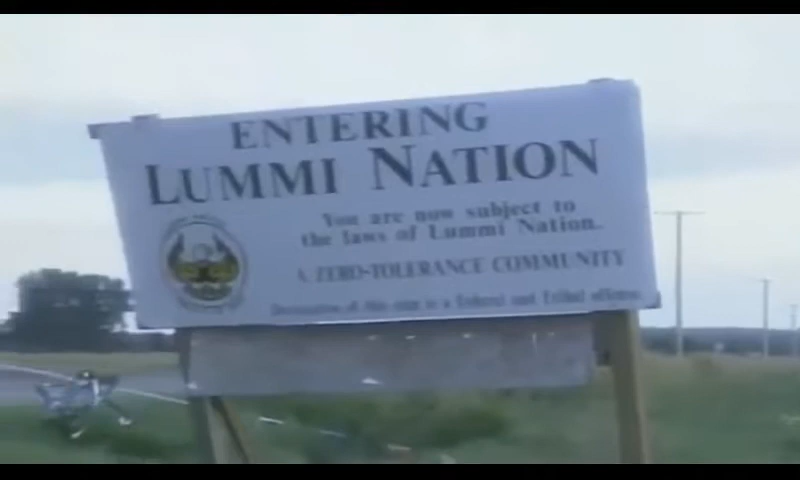 ENTERING
LUMMI NATION
You are now subject to
the laws of Lummi Nation.
A ZERO-TOLERANCE COMMUNITY
of this sign is a Federal and Tribal offense